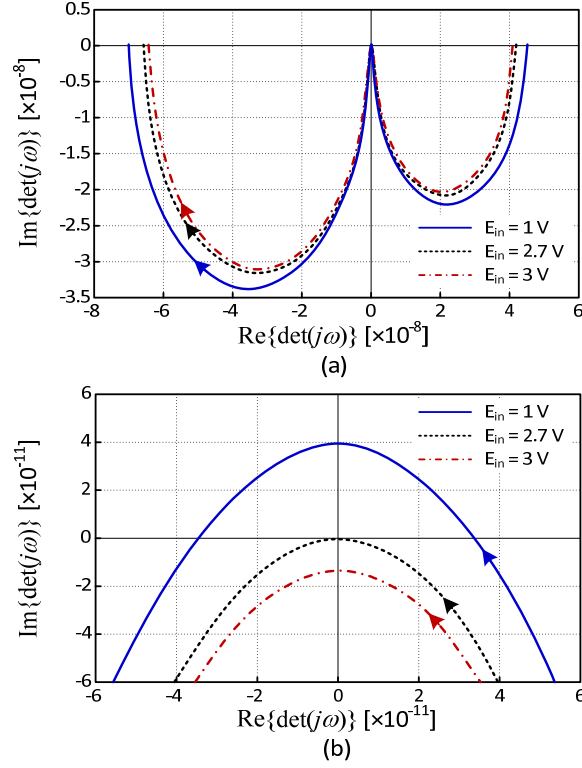 0.5
0
-0.5
-1
-1.5
-2
-2.5
-3
-3.5
Im{det(jω)} [×10⁻⁸]
E_in = 1 V
E_in = 2.7 V
E_in = 3 V
-8 -6 -4 -2 0 2 4 6
Re{det(jω)} [×10⁻⁸]
(a)
6
4
2
0
-2
-4
-6
Im{det(jω)} [×10⁻¹¹]
E_in = 1 V
E_in = 2.7 V
E_in = 3 V
-6 -4 -2 0 2 4 6
Re{det(jω)} [×10⁻¹¹]
(b)